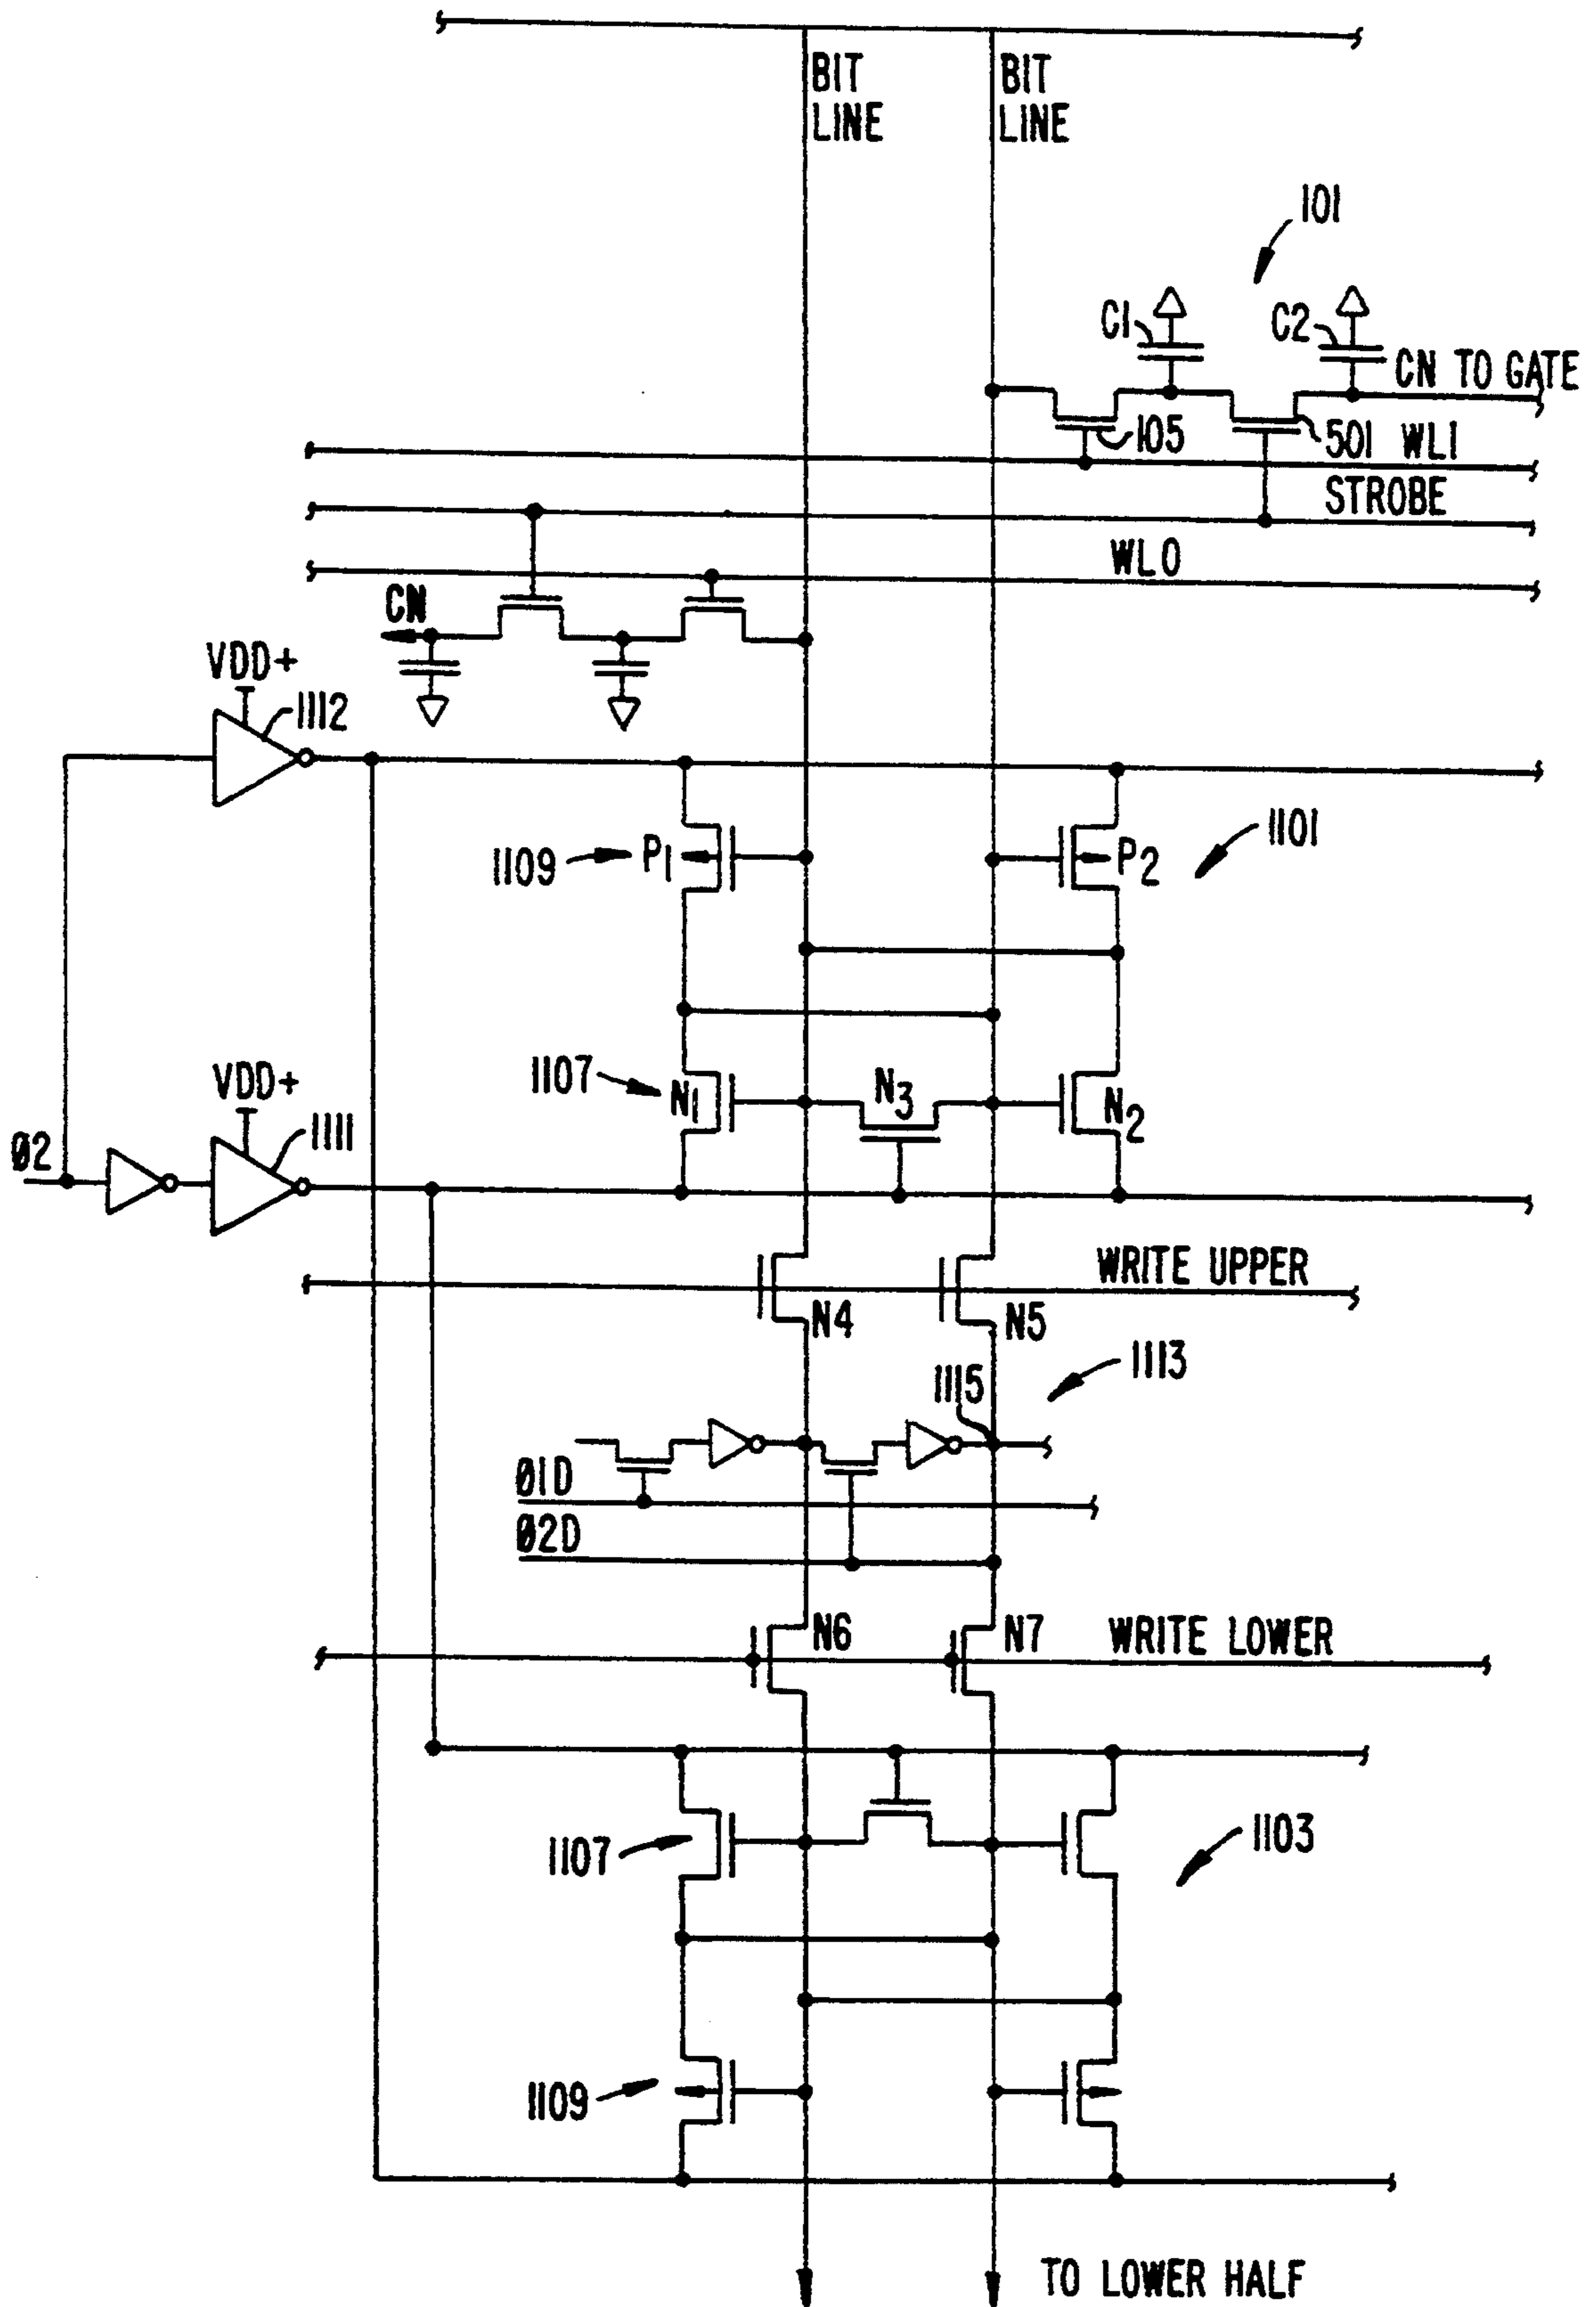 BIT
LINE
BIT
LINE
101
C1
C2
CN TO GATE
105
501
WL1
STROBE
WL0
CN
VDD+
1112
1109
P1
P2
1101
1107
N1
N3
N2
VDD+
1111
Ø2
WRITE UPPER
N4
N5
1113
1115
Ø1D
Ø2D
N6
N7
WRITE LOWER
1107
1103
1109
TO LOWER HALF